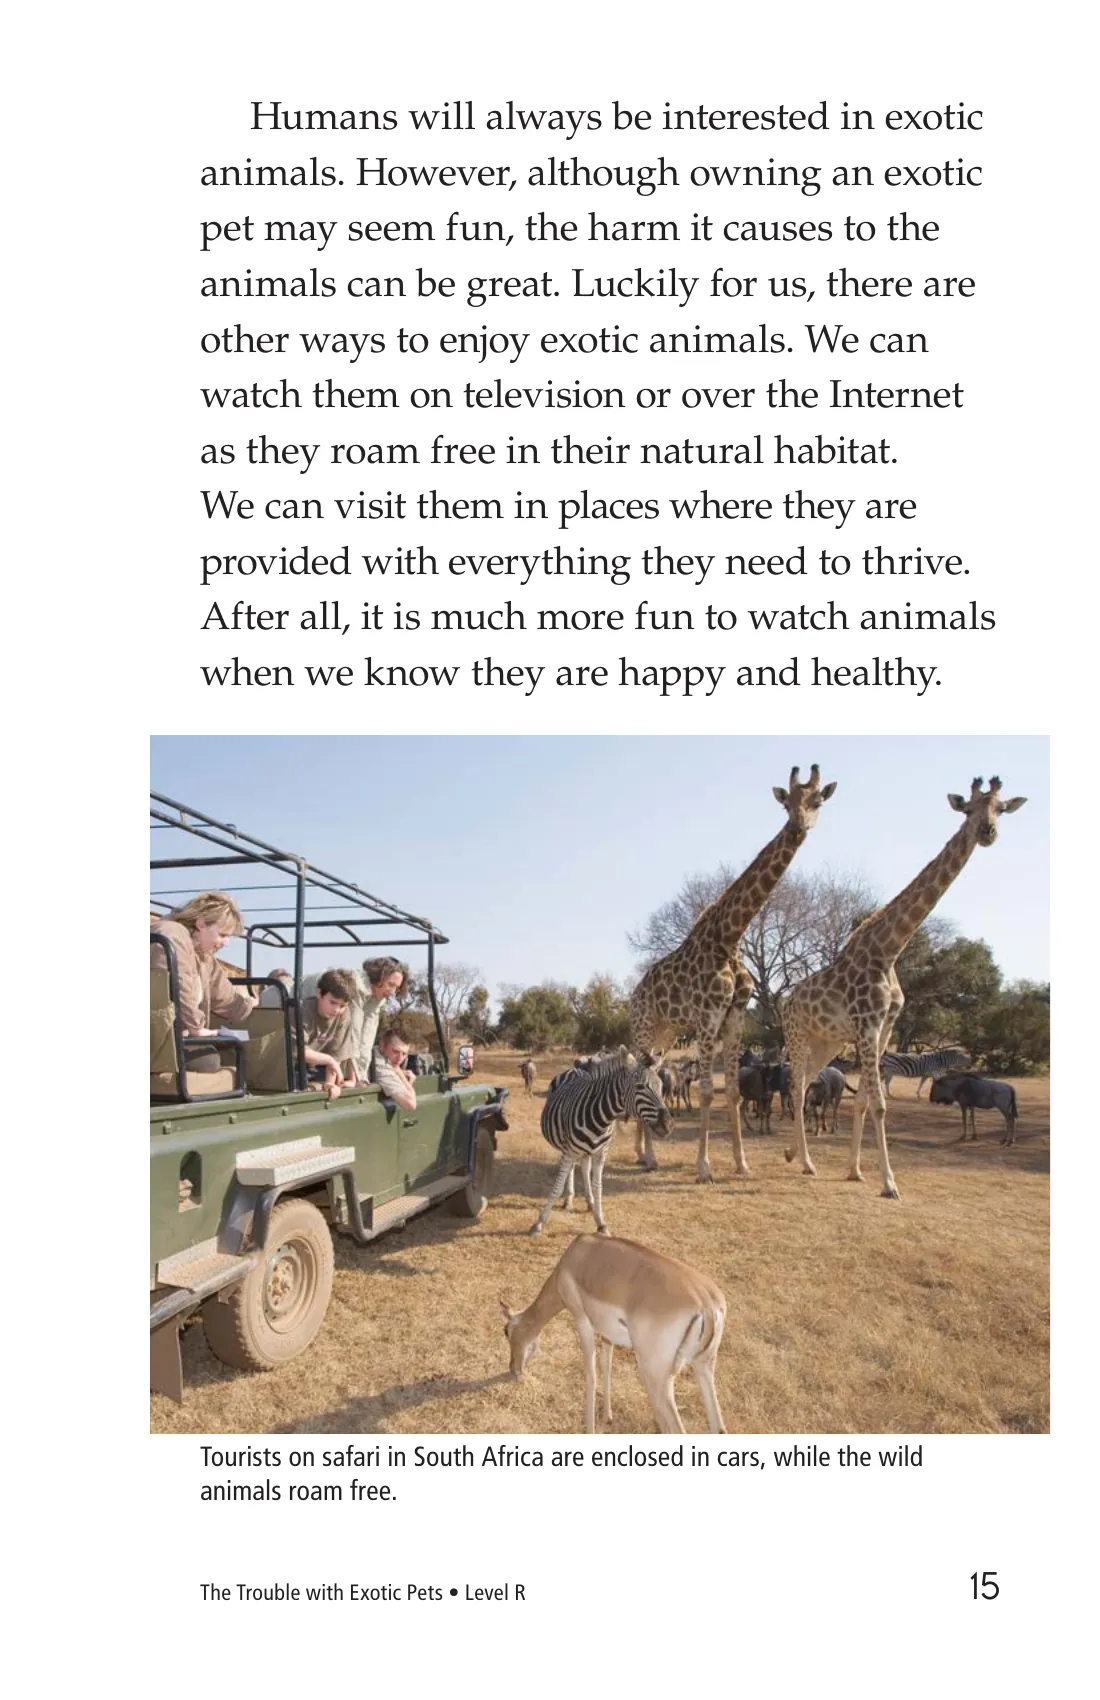 Humans will always be interested in exotic
animals. However, although owning an exotic
pet may seem fun, the harm it causes to the
animals can be great. Luckily for us, there are
other ways to enjoy exotic animals. We can
watch them on television or over the Internet
as they roam free in their natural habitat.
We can visit them in places where they are
provided with everything they need to thrive.
After all, it is much more fun to watch animals
when we know they are happy and healthy.
Tourists on safari in South Africa are enclosed in cars, while the wild
animals roam free.
The Trouble with Exotic Pets • Level R
15